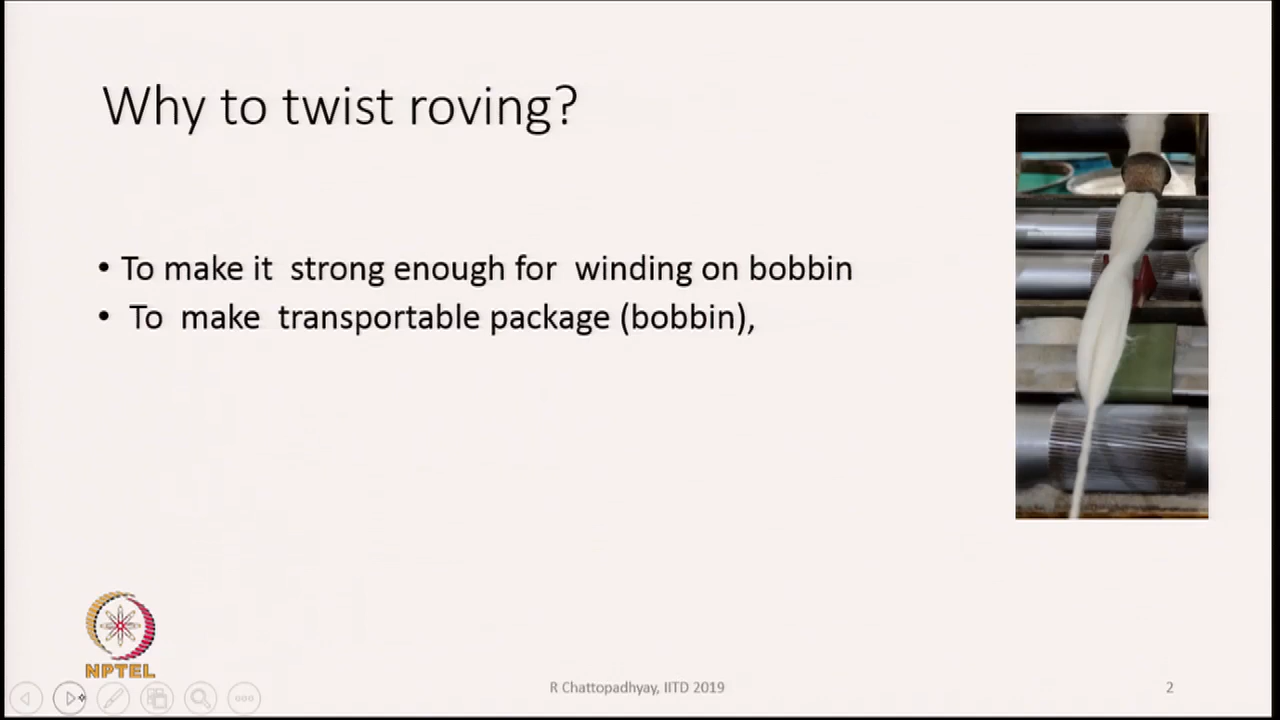 Why to twist roving?
• To make it strong enough for winding on bobbin
• To make transportable package (bobbin),
NPTEL
R Chattopadhyay, IITD 2019
2